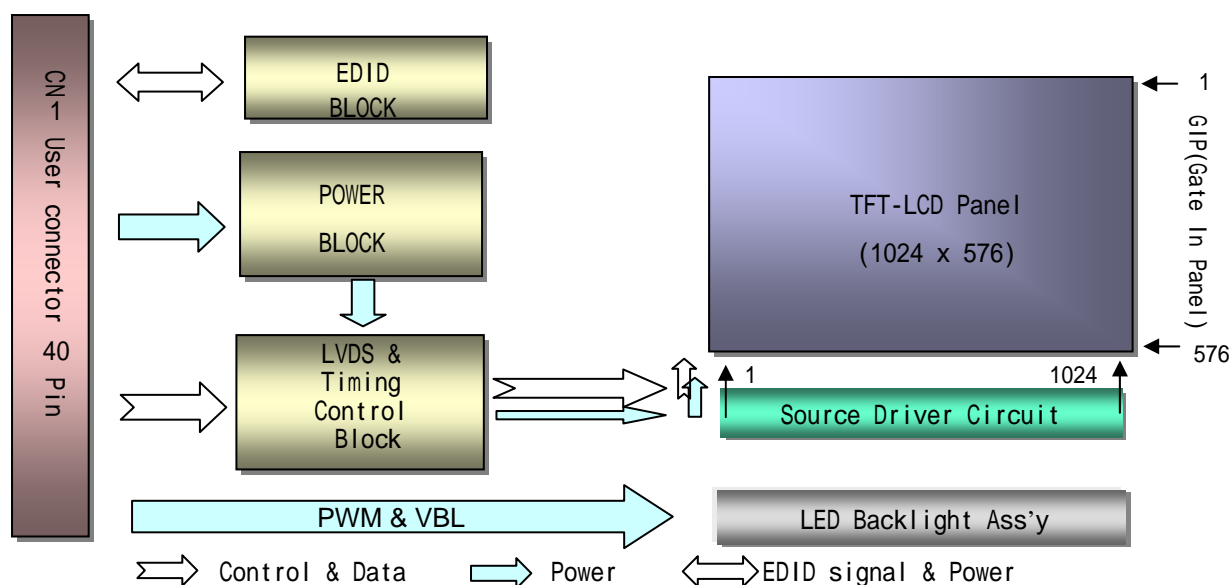 CN-1 User connector 40 Pin
EDID
BLOCK
POWER
BLOCK
LVDS &
Timing
Control
Block
TFT-LCD Panel
(1024 x 576)
1
GIP(Gate In Panel)
576
1
1024
Source Driver Circuit
PWM & VBL
LED Backlight Ass’y
Control & Data
Power
EDID signal & Power